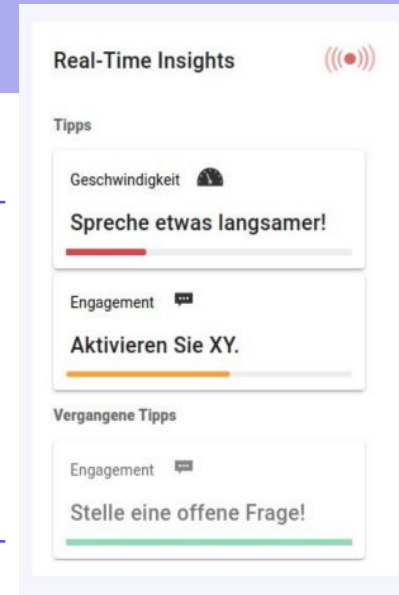 Real-Time Insights
Tipps
Geschwindigkeit
Spreche etwas langsamer!
Engagement
Aktivieren Sie XY.
Vergangene Tipps
Engagement
Stelle eine offene Frage!